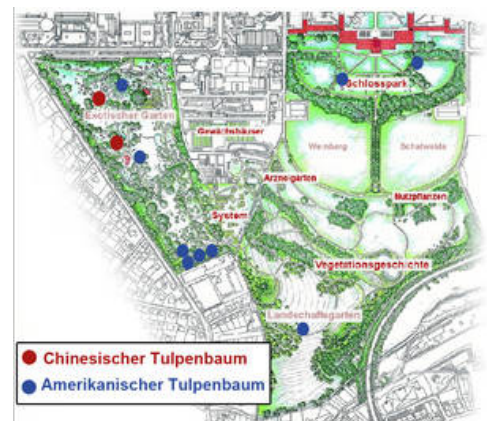 Schlosspark
Exotischer Garten
Gewächshäuser
Weinberg
Schafweide
Arzneigarten
Nutzpflanzen
System
Vegetationsgeschichte
Landschaftsgarten
Chinesischer Tulpenbaum
Amerikanischer Tulpenbaum